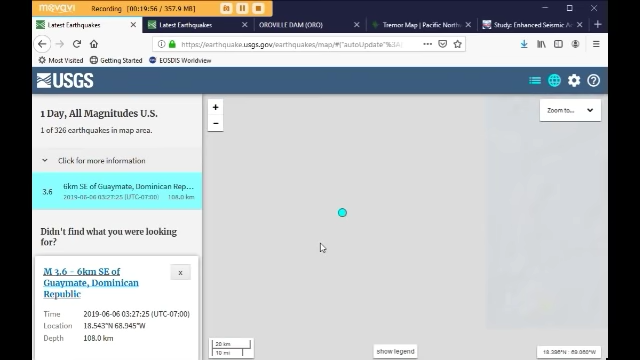 movavi Recording [00:19:56 / 357.9 MB]
Latest Earthquakes
Latest Earthquakes
OROVILLE DAM (ORO)
Tremor Map | Pacific North
Study: Enhanced Seismic A
https://earthquake.usgs.gov/earthquakes/map/#{"autoUpdate"%3A
Most Visited Getting Started EOSDIS Worldview
USGS
1 Day, All Magnitudes U.S.
1 of 326 earthquakes in map area.
Click for more information
3.6 6km SE of Guaymate, Dominican Rep...
2019-06-06 03:27:25 (UTC-07:00) 108.0 km
Didn't find what you were looking
for?
M 3.6 - 6km SE of
Guaymate, Dominican
Republic
x
Time 2019-06-06 03:27:25 (UTC-07:00)
Location 18.543°N 68.945°W
Depth 108.0 km
+
−
Zoom to...
20 km
10 mi
show legend